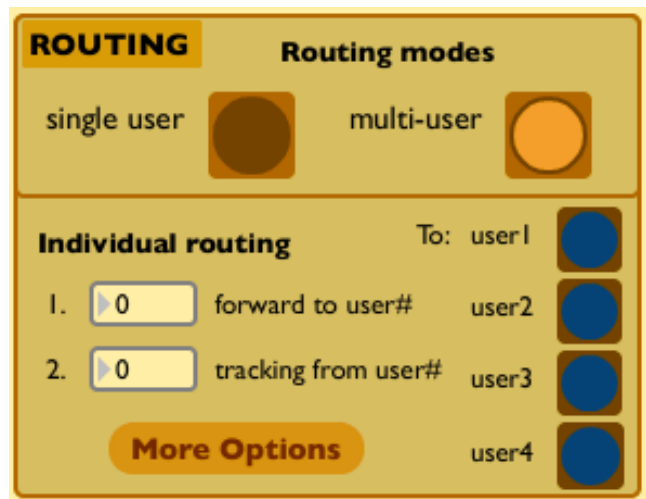 ROUTING
Routing modes
single user
multi-user
Individual routing
To: user1
1. 0 forward to user#
user2
2. 0 tracking from user#
user3
More Options
user4